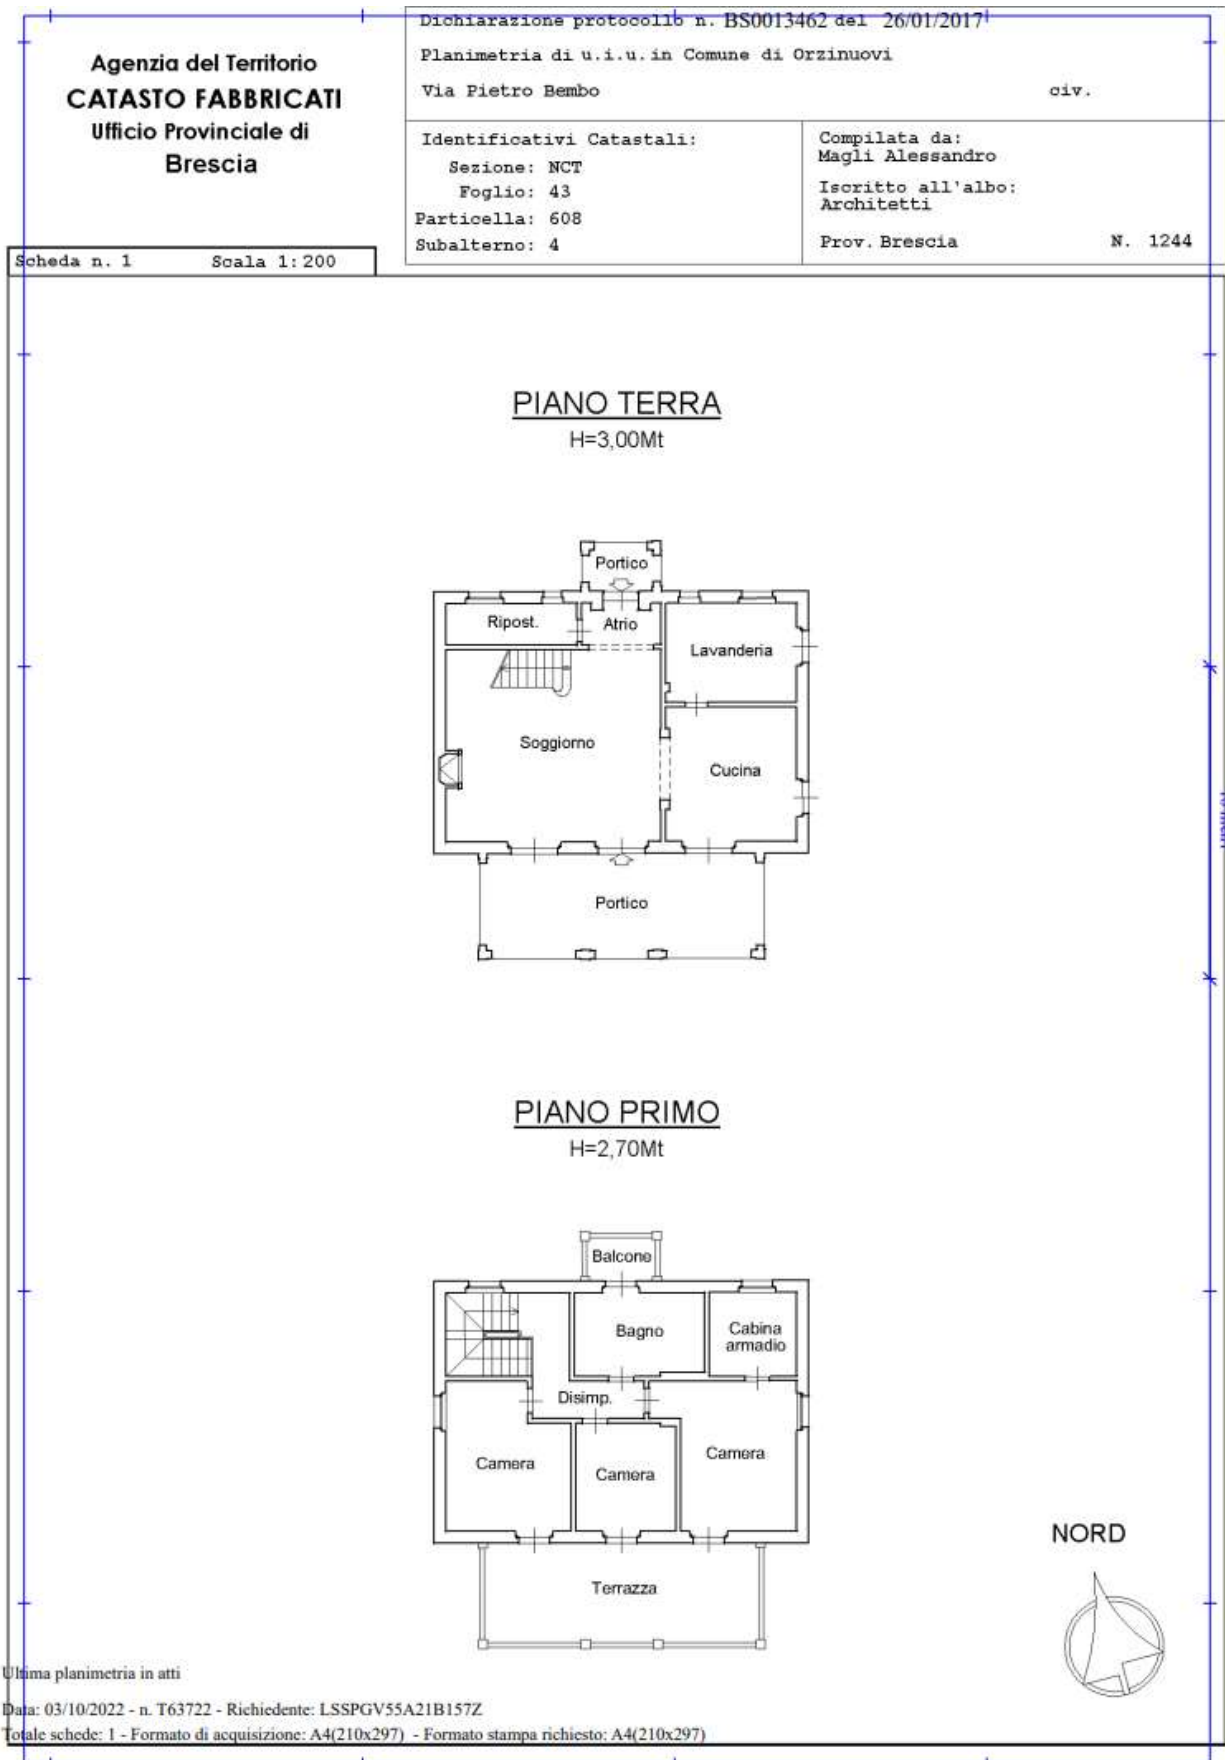 Agenzia del Territorio
CATASTO FABBRICATI
Ufficio Provinciale di
Brescia
Dichiarazione protocollo n. BS0013462 del 26/01/2017
Planimetria di u.i.u. in Comune di Orzinuovi
Via Pietro Bembo civ.
Identificativi Catastali:
Sezione: NCT
Foglio: 43
Particella: 608
Subalterno: 4
Compilata da:
Magli Alessandro
Iscritto all'albo:
Architetti
Prov. Brescia N. 1244
Scheda n. 1 Scala 1:200
PIANO TERRA
H=3,00Mt
Portico
Ripost.
Atrio
Lavanderia
Soggiorno
Cucina
Portico
PIANO PRIMO
H=2,70Mt
Balcone
Bagno
Cabina
armadio
Disimp.
Camera
Camera
Camera
Terrazza
NORD
Ultima planimetria in atti
Data: 03/10/2022 - n. T63722 - Richiedente: LSSPGV55A21B157Z
Totale schede: 1 - Formato di acquisizione: A4(210x297) - Formato stampa richiesto: A4(210x297)